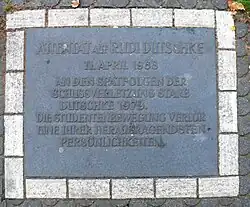 ATTENTAT auf RUDI DUTSCHKE
11. APRIL 1968
AN DEN SPÄTFOLGEN DER
SCHUSSVERLETZUNG STARB
DUTSCHKE 1979.
DIE STUDENTENBEWEGUNG VERLOR
EINE IHRER HERAUSRAGENDSTEN
PERSÖNLICHKEITEN.